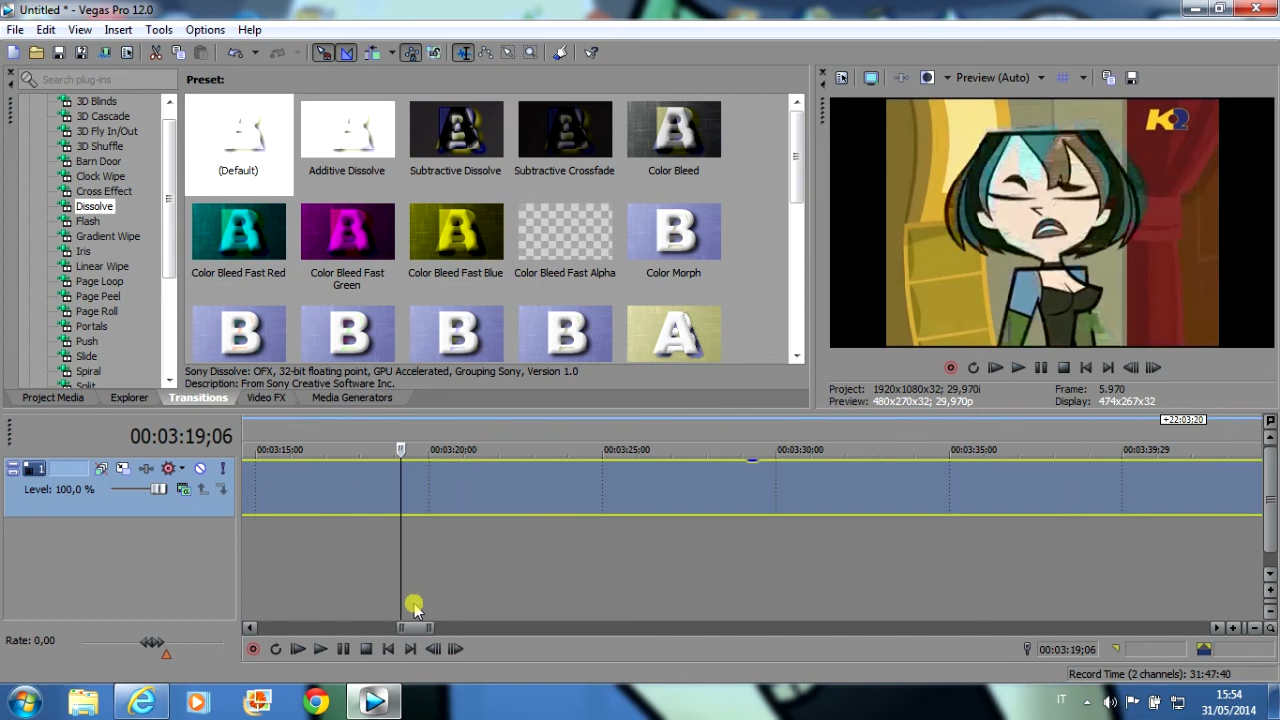 Untitled * - Vegas Pro 12.0
File Edit View Insert Tools Options Help
Search plug-ins
Preset:
Preview (Auto)
3D Blinds
3D Cascade
3D Fly In/Out
3D Shuffle
Barn Door
Clock Wipe
Cross Effect
Dissolve
Flash
Gradient Wipe
Iris
Linear Wipe
Page Loop
Page Peel
Page Roll
Portals
Push
Slide
Spiral
Split
(Default)
Additive Dissolve
Subtractive Dissolve
Subtractive Crossfade
Color Bleed
Color Bleed Fast Red
Color Bleed Fast Green
Color Bleed Fast Blue
Color Bleed Fast Alpha
Color Morph
Sony Dissolve: OFX, 32-bit floating point, GPU Accelerated, Grouping Sony, Version 1.0
Description: From Sony Creative Software Inc.
Project Media Explorer Transitions Video FX Media Generators
K2
Project: 1920x1080x32; 29,970i
Frame: 5.970
Preview: 480x270x32; 29,970p
Display: 474x267x32
+22:03;20
00:03:19;06
00:03:15;00 00:03:20;00 00:03:25;00 00:03:30;00 00:03:35;00 00:03:39;29
1
Level: 100,0 %
Rate: 0,00
00:03:19;06
Record Time (2 channels): 31:47:40
IT
15:54
31/05/2014